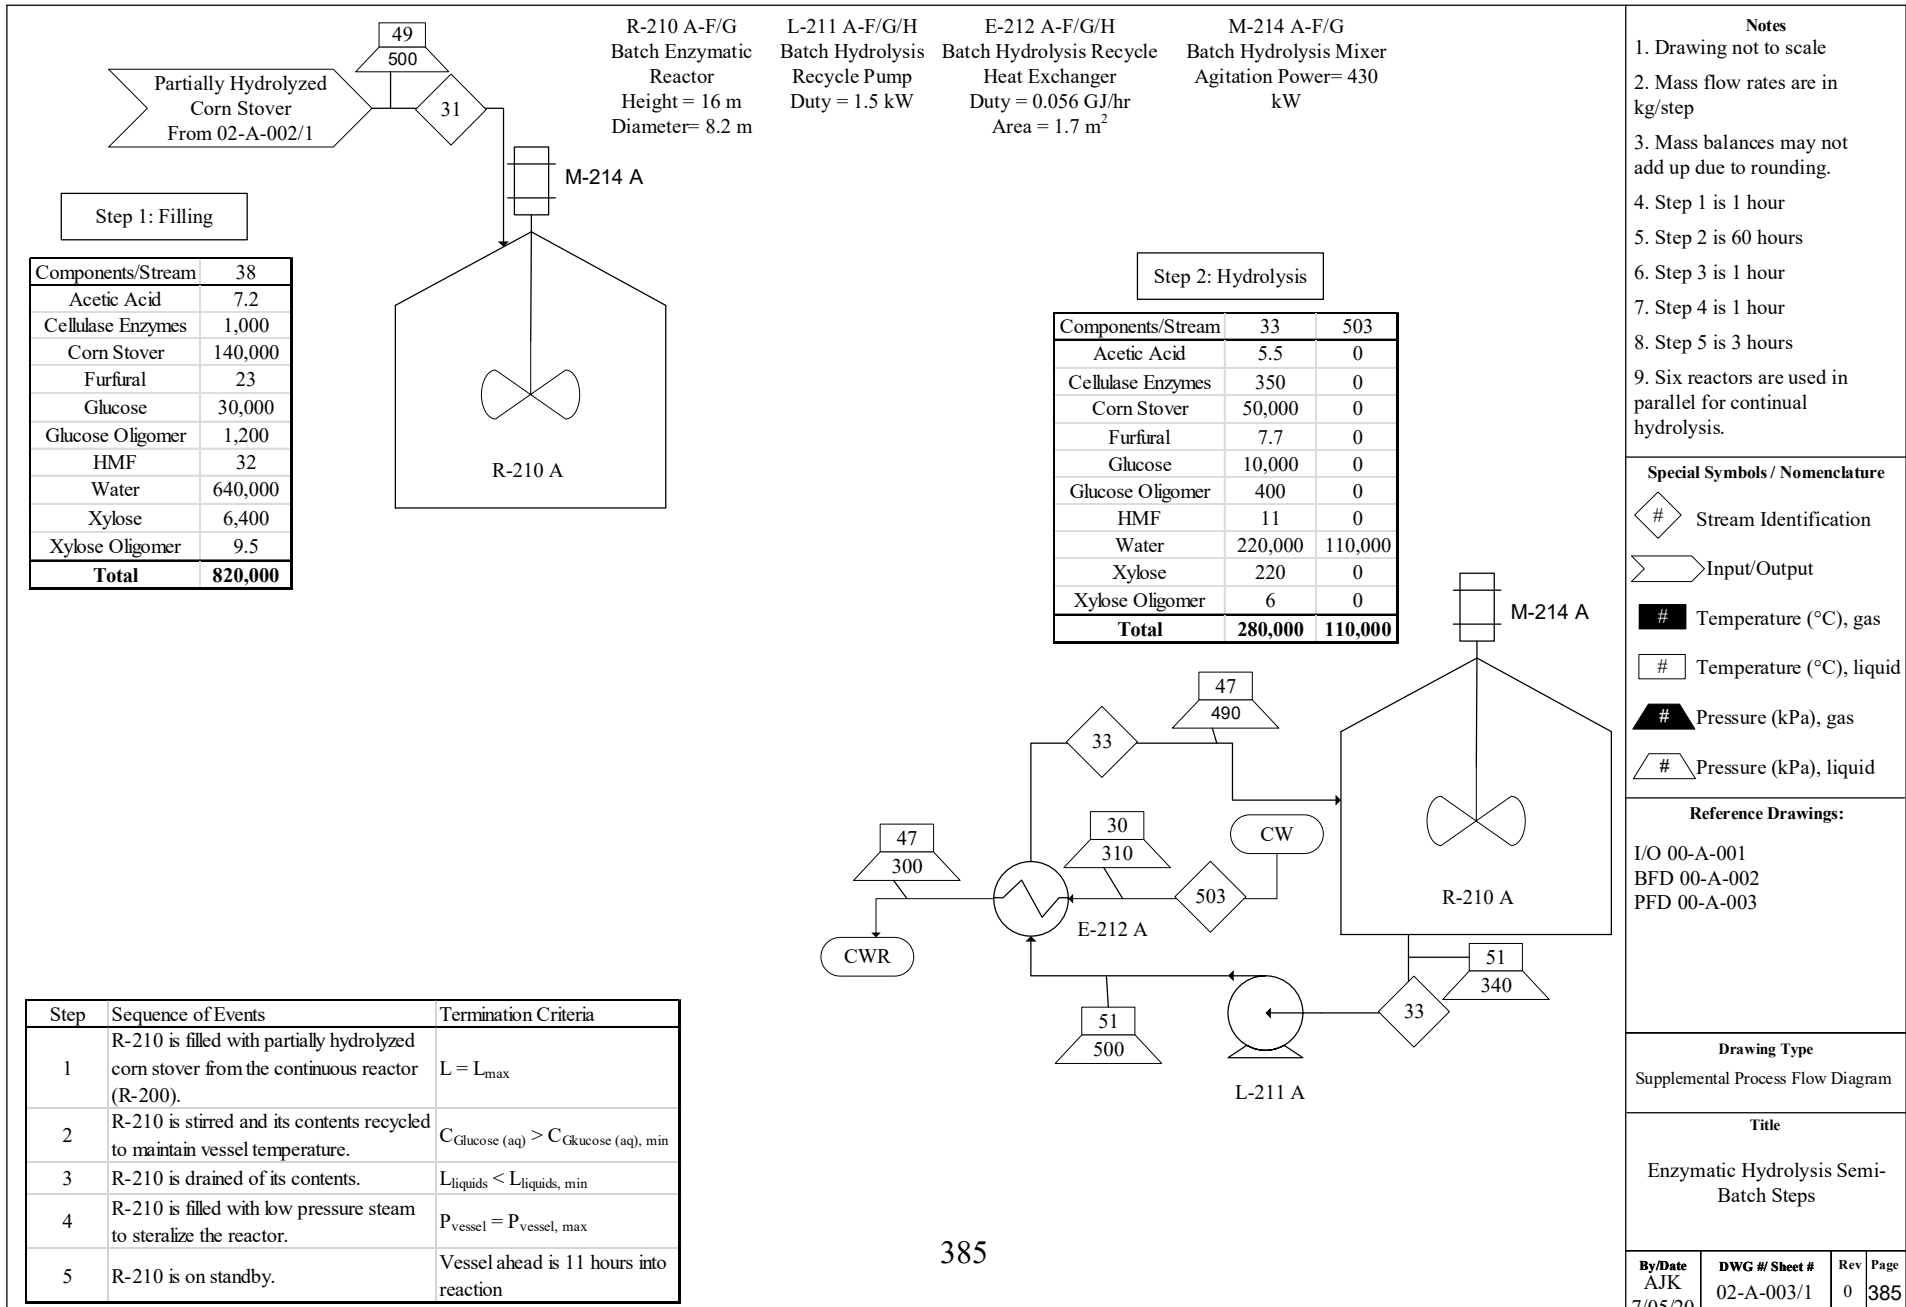 49
500
Partially Hydrolyzed
Corn Stover
From 02-A-002/1
31
R-210 A-F/G
Batch Enzymatic
Reactor
Height = 16 m
Diameter= 8.2 m
L-211 A-F/G/H
Batch Hydrolysis
Recycle Pump
Duty = 1.5 kW
E-212 A-F/G/H
Batch Hydrolysis Recycle
Heat Exchanger
Duty = 0.056 GJ/hr
Area = 1.7 m²
M-214 A-F/G
Batch Hydrolysis Mixer
Agitation Power= 430
kW
M-214 A
Step 1: Filling
Components/Stream 38
Acetic Acid 7.2
Cellulase Enzymes 1,000
Corn Stover 140,000
Furfural 23
Glucose 30,000
Glucose Oligomer 1,200
HMF 32
Water 640,000
Xylose 6,400
Xylose Oligomer 9.5
Total 820,000
R-210 A
Step 2: Hydrolysis
Components/Stream 33 503
Acetic Acid 5.5 0
Cellulase Enzymes 350 0
Corn Stover 50,000 0
Furfural 7.7 0
Glucose 10,000 0
Glucose Oligomer 400 0
HMF 11 0
Water 220,000 110,000
Xylose 220 0
Xylose Oligomer 6 0
Total 280,000 110,000
M-214 A
47
490
33
47
300
30
310
CW
503
R-210 A
E-212 A
CWR
51
340
33
51
500
L-211 A
Step Sequence of Events Termination Criteria
1 R-210 is filled with partially hydrolyzed
corn stover from the continuous reactor
(R-200). L = Lmax
2 R-210 is stirred and its contents recycled
to maintain vessel temperature. CGlucose (aq) > CGkucose (aq), min
3 R-210 is drained of its contents. Lliquids < Lliquids, min
4 R-210 is filled with low pressure steam
to steralize the reactor. Pvessel = Pvessel, max
5 R-210 is on standby. Vessel ahead is 11 hours into
reaction
385
Notes
1. Drawing not to scale
2. Mass flow rates are in
kg/step
3. Mass balances may not
add up due to rounding.
4. Step 1 is 1 hour
5. Step 2 is 60 hours
6. Step 3 is 1 hour
7. Step 4 is 1 hour
8. Step 5 is 3 hours
9. Six reactors are used in
parallel for continual
hydrolysis.
Special Symbols / Nomenclature
# Stream Identification
Input/Output
# Temperature (°C), gas
# Temperature (°C), liquid
# Pressure (kPa), gas
# Pressure (kPa), liquid
Reference Drawings:
I/O 00-A-001
BFD 00-A-002
PFD 00-A-003
Drawing Type
Supplemental Process Flow Diagram
Title
Enzymatic Hydrolysis Semi-
Batch Steps
By/Date DWG #/ Sheet # Rev Page
AJK 02-A-003/1 0 385
7/05/20